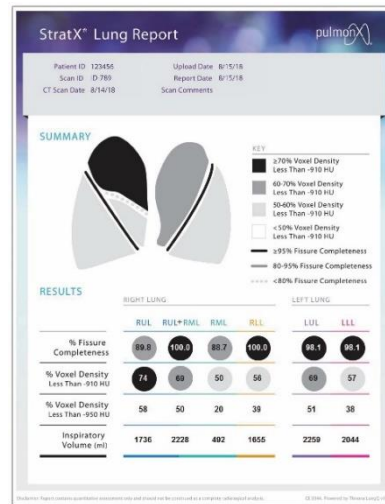 StratX® Lung Report
pulmonx
Patient ID 123456
Scan ID ID-789
CT Scan Date 8/14/18
Upload Date 8/15/18
Report Date 8/15/18
Scan Comments
SUMMARY
KEY
≥70% Voxel Density
Less Than -910 HU
60-70% Voxel Density
Less Than -910 HU
50-60% Voxel Density
Less Than -910 HU
<50% Voxel Density
Less Than -910 HU
≥95% Fissure Completeness
80-95% Fissure Completeness
<80% Fissure Completeness
RESULTS
RIGHT LUNG LEFT LUNG
RUL RUL+RML RML RLL LUL LLL
% Fissure
Completeness 89.8 100.0 88.7 100.0 98.1 98.1
% Voxel Density
Less Than -910 HU 74 60 50 56 69 57
% Voxel Density
Less Than -950 HU 58 50 20 39 51 38
Inspiratory
Volume (ml) 1736 2228 492 1655 2259 2044